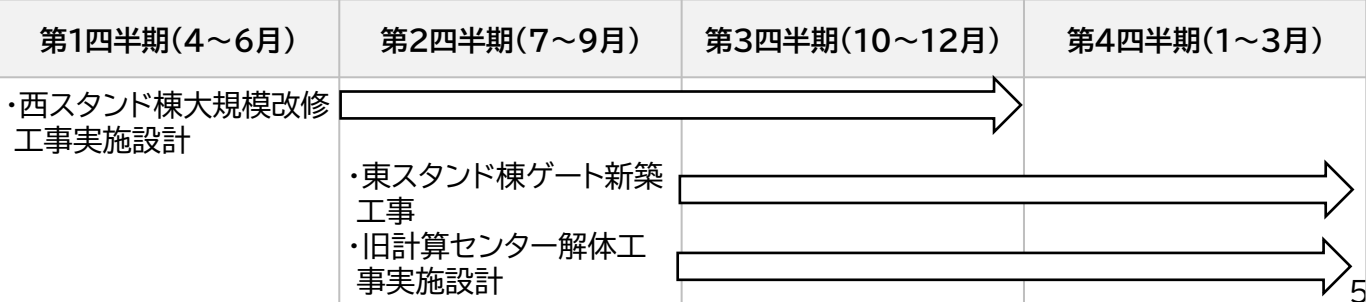 第1四半期(4～6月)
第2四半期(7～9月)
第3四半期(10～12月)
第4四半期(1～3月)
・西スタンド棟大規模改修
工事実施設計
・東スタンド棟ゲート新築
工事
・旧計算センター解体工
事実施設計
5